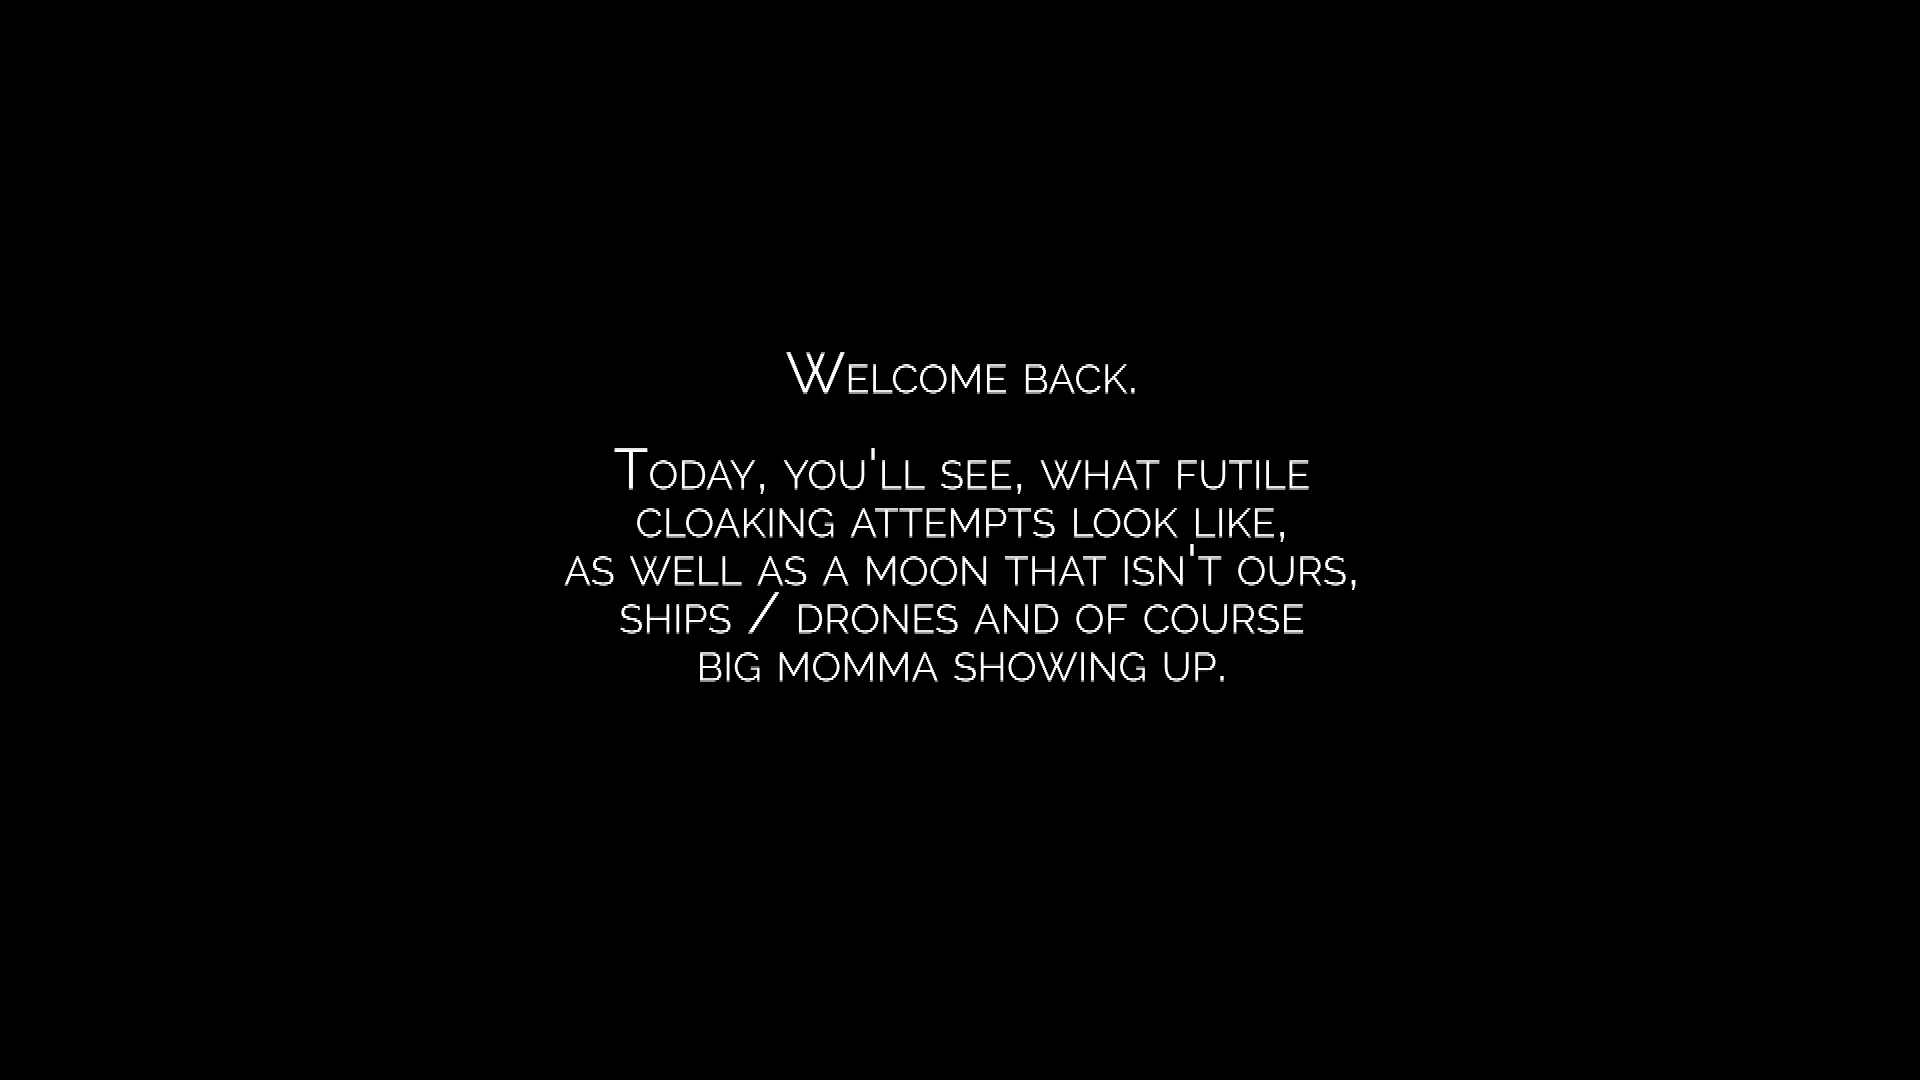 Welcome back.
Today, you'll see, what futile
cloaking attempts look like,
as well as a moon that isn't ours,
ships / drones and of course
big momma showing up.